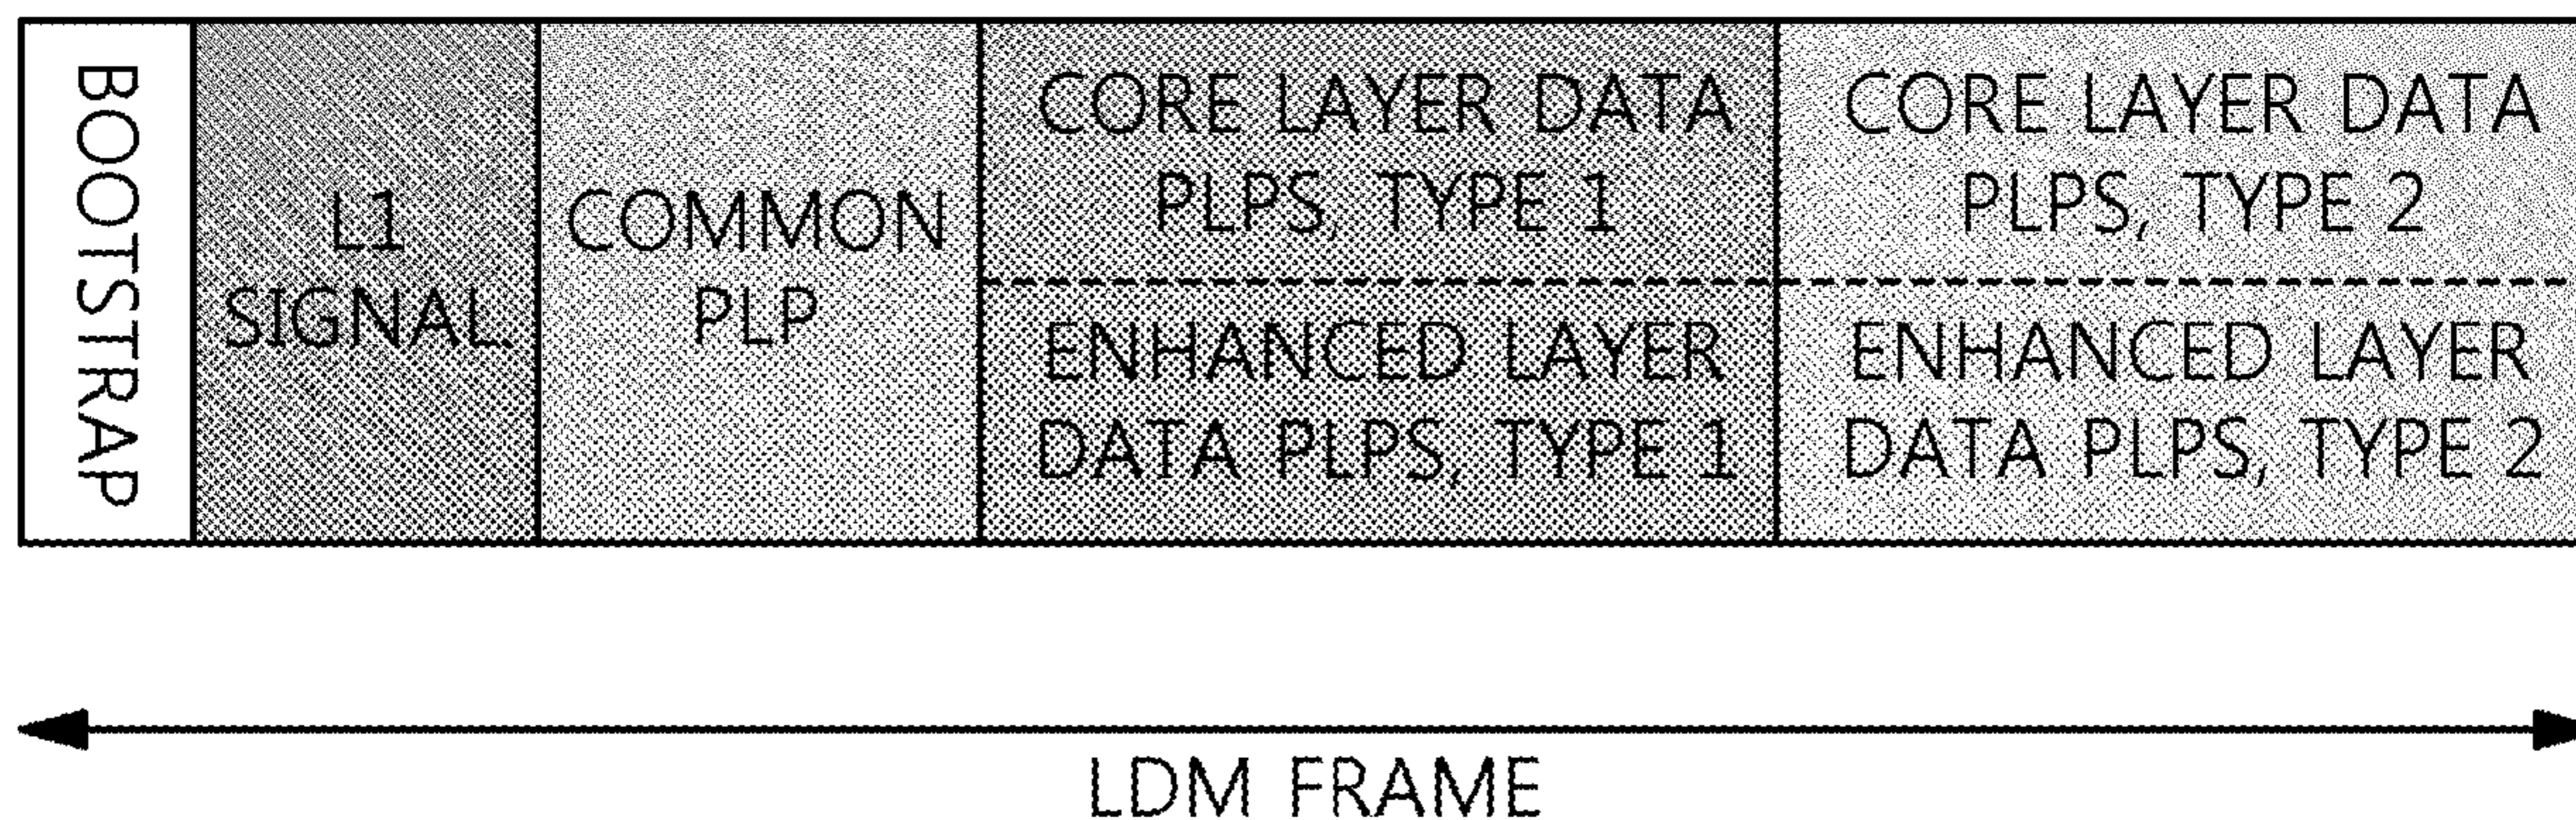 BOOTSTRAP
L1
SIGNAL
COMMON
PLP
CORE LAYER DATA
PLPS, TYPE 1
ENHANCED LAYER
DATA PLPS, TYPE 1
CORE LAYER DATA
PLPS, TYPE 2
ENHANCED LAYER
DATA PLPS, TYPE 2
LDM FRAME